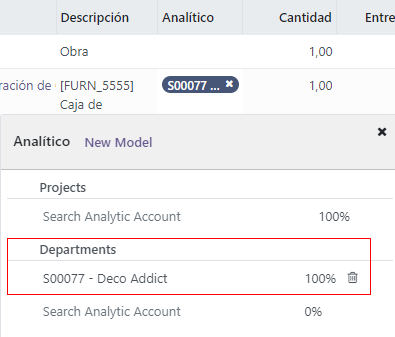 Descripción Analítico Cantidad Entre
Obra 1,00
ración de [FURN_5555] S00077 ... ✖ 1,00
Caja de
Analítico New Model ✖
Projects
Search Analytic Account 100%
Departments
S00077 - Deco Addict 100%
Search Analytic Account 0%